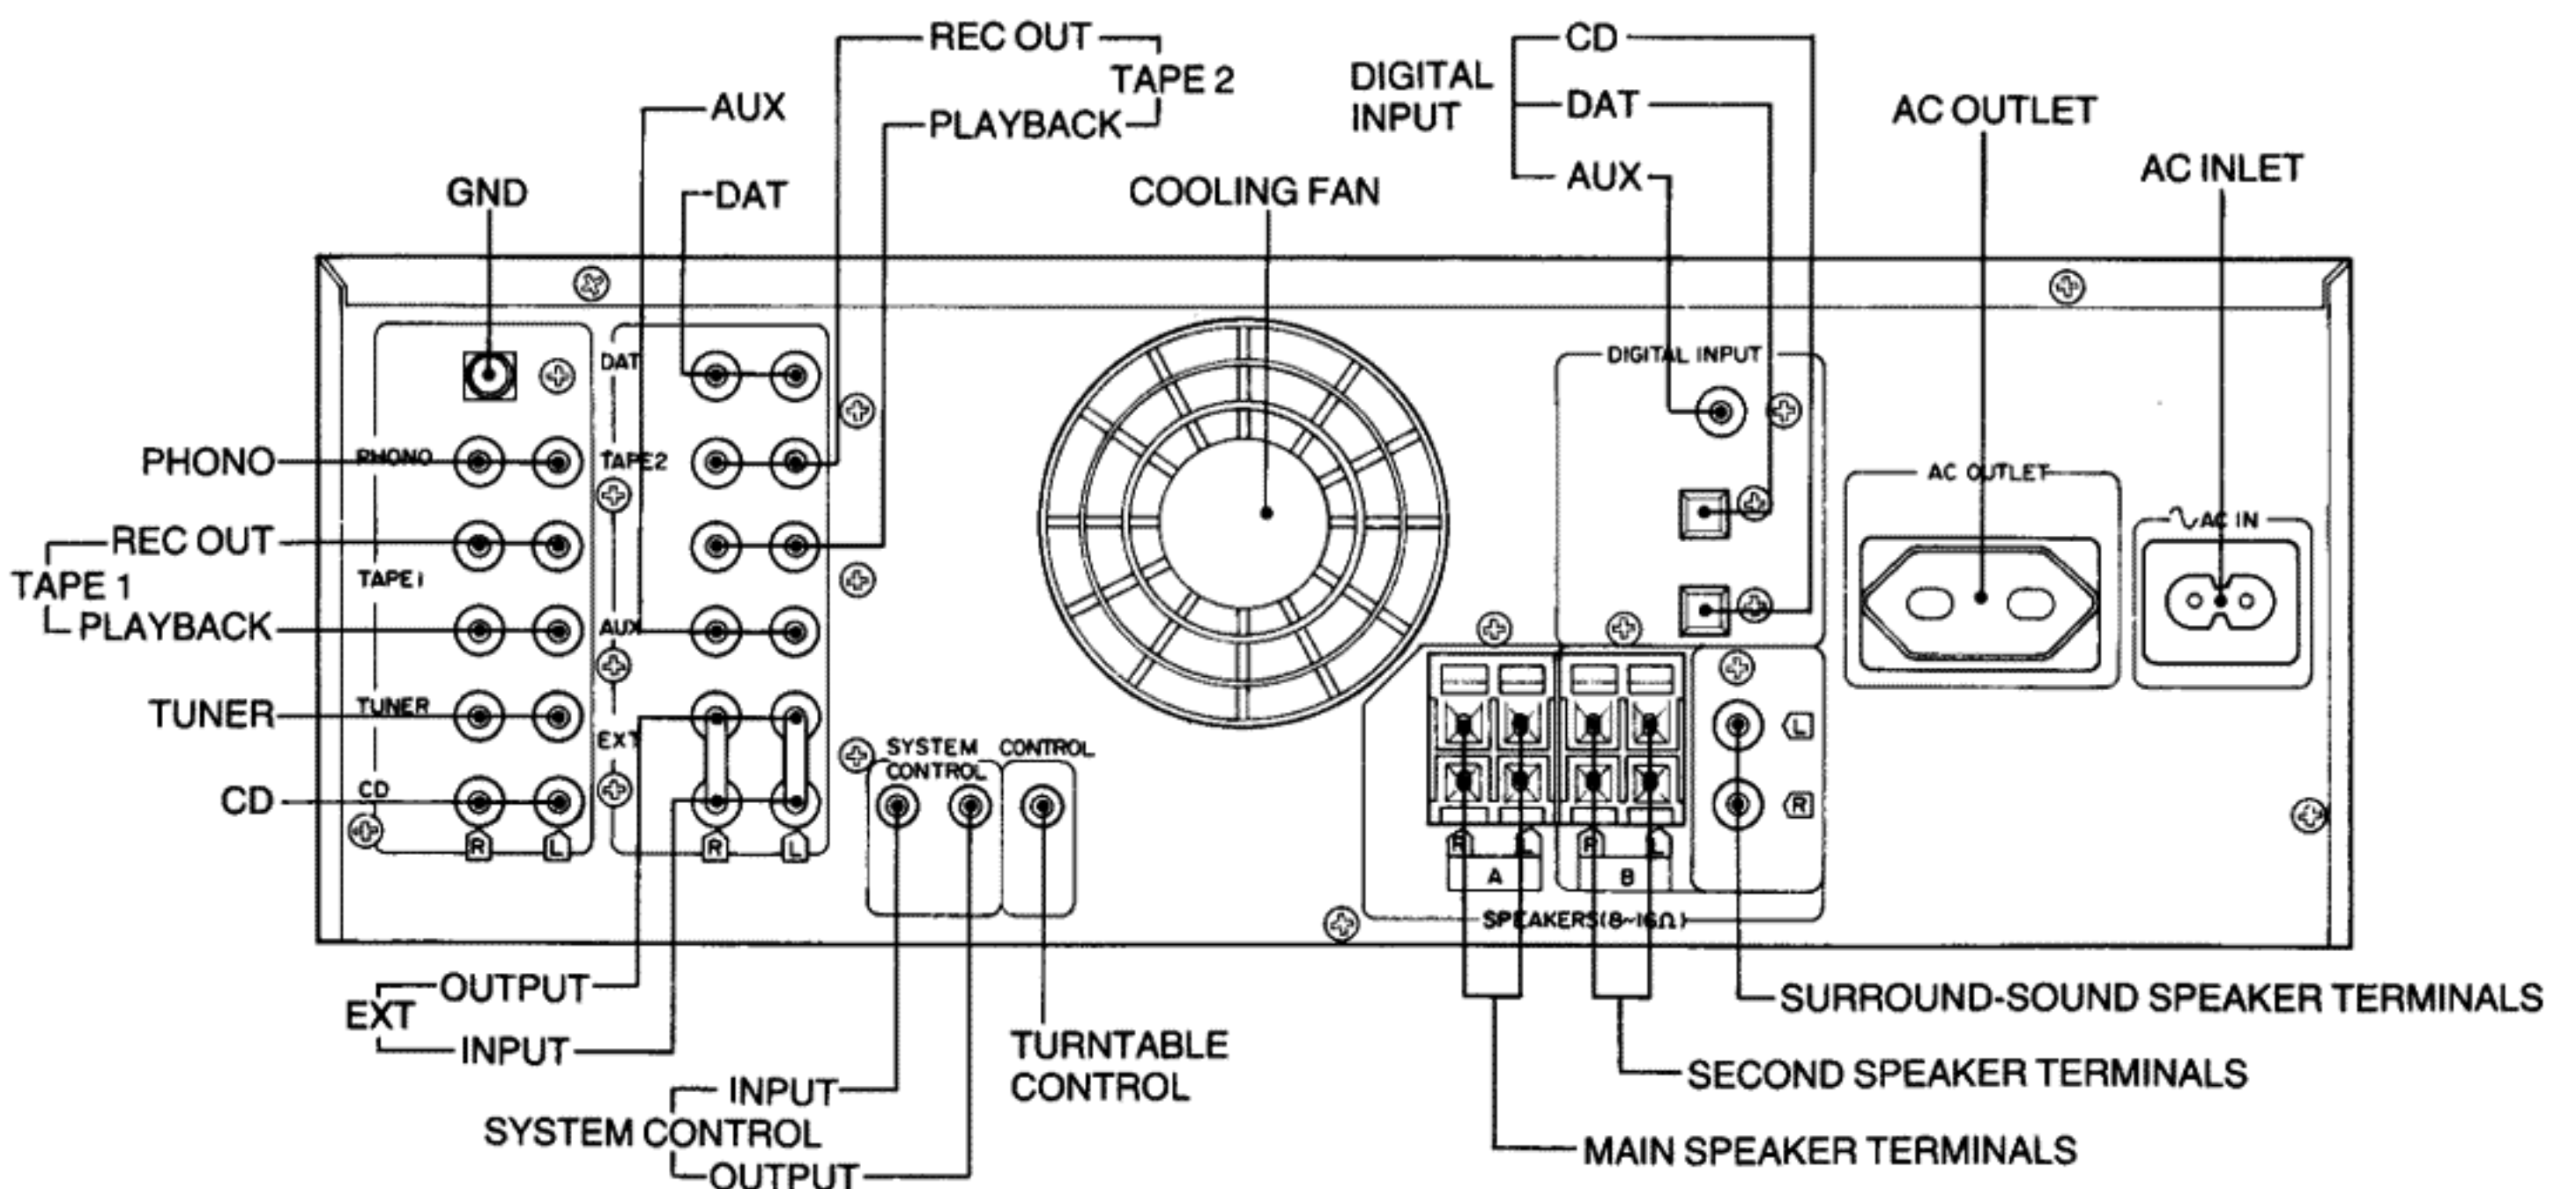 REC OUT
TAPE 2
PLAYBACK
AUX
DAT
GND
COOLING FAN
DIGITAL
INPUT
CD
DAT
AUX
AC OUTLET
AC INLET
PHONO
REC OUT
TAPE 1
PLAYBACK
TUNER
CD
PHONO
TAPE1
TUNER
CD
R
L
DAT
TAPE2
AUX
EXT
R
L
SYSTEM
CONTROL
CONTROL
DIGITAL INPUT
AC OUTLET
AC IN
L
R
R
L
R
L
A
B
SPEAKERS(8~16Ω)
OUTPUT
EXT
INPUT
INPUT
SYSTEM CONTROL
OUTPUT
TURNTABLE
CONTROL
SURROUND-SOUND SPEAKER TERMINALS
SECOND SPEAKER TERMINALS
MAIN SPEAKER TERMINALS